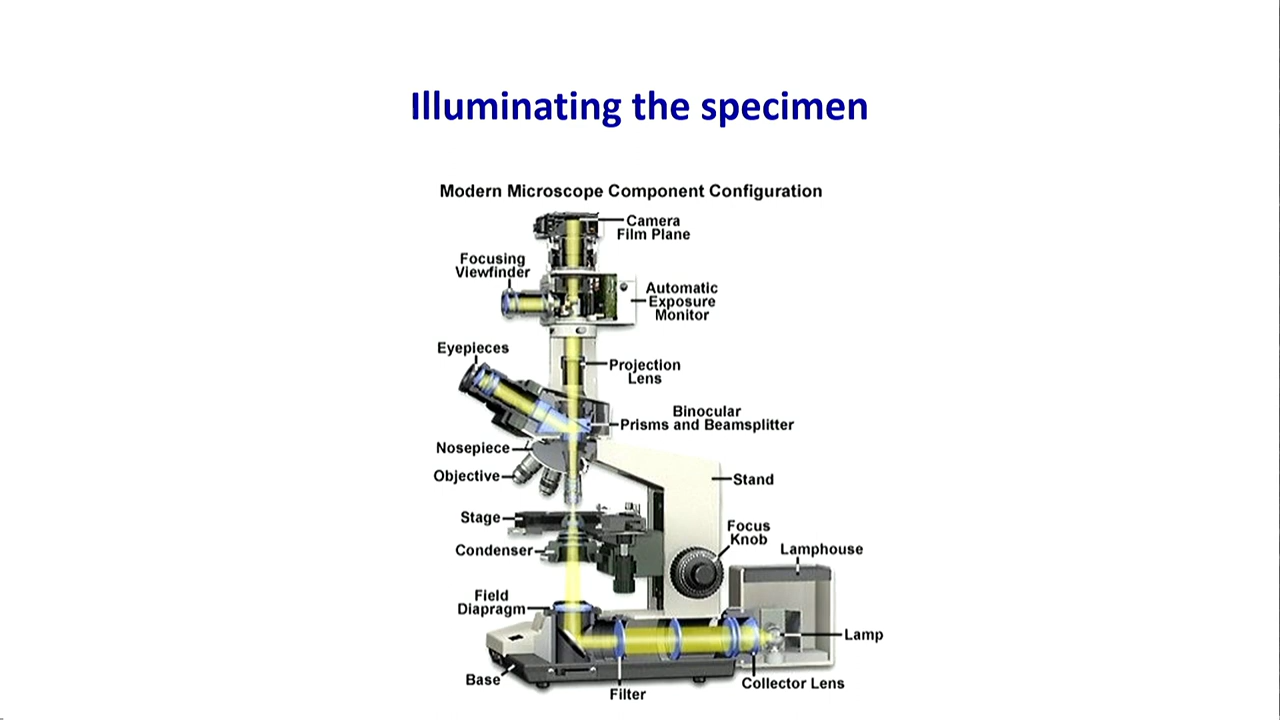 Illuminating the specimen
Modern Microscope Component Configuration
Camera
Film Plane
Focusing
Viewfinder
Automatic
Exposure
Monitor
Eyepieces
Projection
Lens
Binocular
Prisms and Beamsplitter
Nosepiece
Objective
Stand
Stage
Focus
Knob
Condenser
Lamphouse
Field
Diapragm
Lamp
Base
Filter
Collector Lens